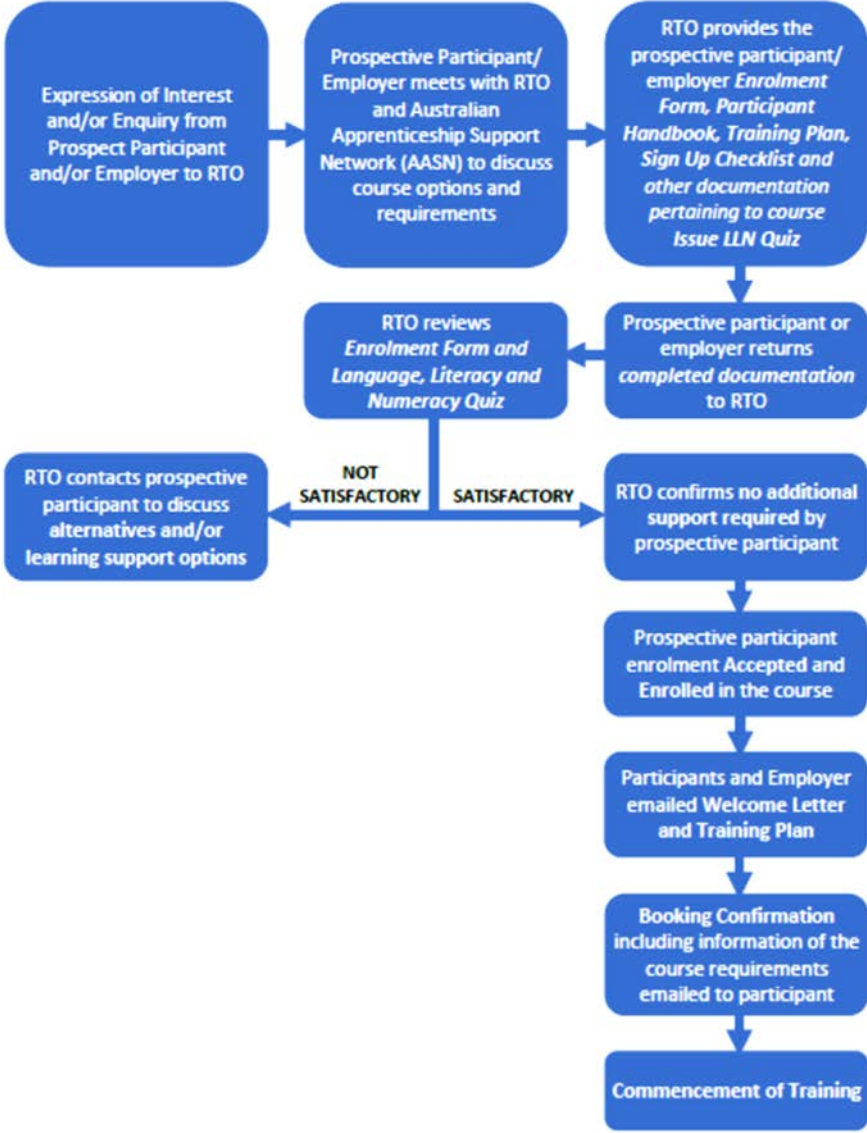 Expression of Interest
and/or Enquiry from
Prospect Participant
and/or Employer to RTO
Prospective Participant/
Employer meets with RTO
and Australian
Apprenticeship Support
Network (AASN) to discuss
course options and
requirements
RTO provides the
prospective participant/
employer Enrolment
Form, Participant
Handbook, Training Plan,
Sign Up Checklist and
other documentation
pertaining to course
Issue LLN Quiz
Prospective participant or
employer returns
completed documentation
to RTO
RTO reviews
Enrolment Form and
Language, Literacy and
Numeracy Quiz
NOT
SATISFACTORY
SATISFACTORY
RTO contacts prospective
participant to discuss
alternatives and/or
learning support options
RTO confirms no additional
support required by
prospective participant
Prospective participant
enrolment Accepted and
Enrolled in the course
Participants and Employer
emailed Welcome Letter
and Training Plan
Booking Confirmation
including information of the
course requirements
emailed to participant
Commencement of Training